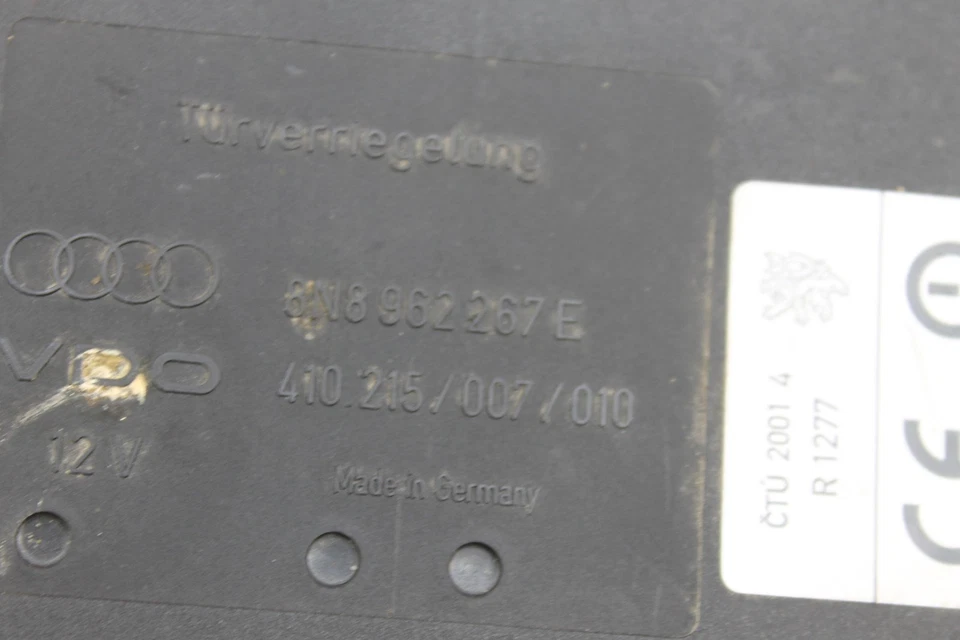 Türverriegelung
8N8 962 267 E
VDO
410.215/007/010
12 V
Made in Germany
ČTÚ 2001 4
R 1277
CE